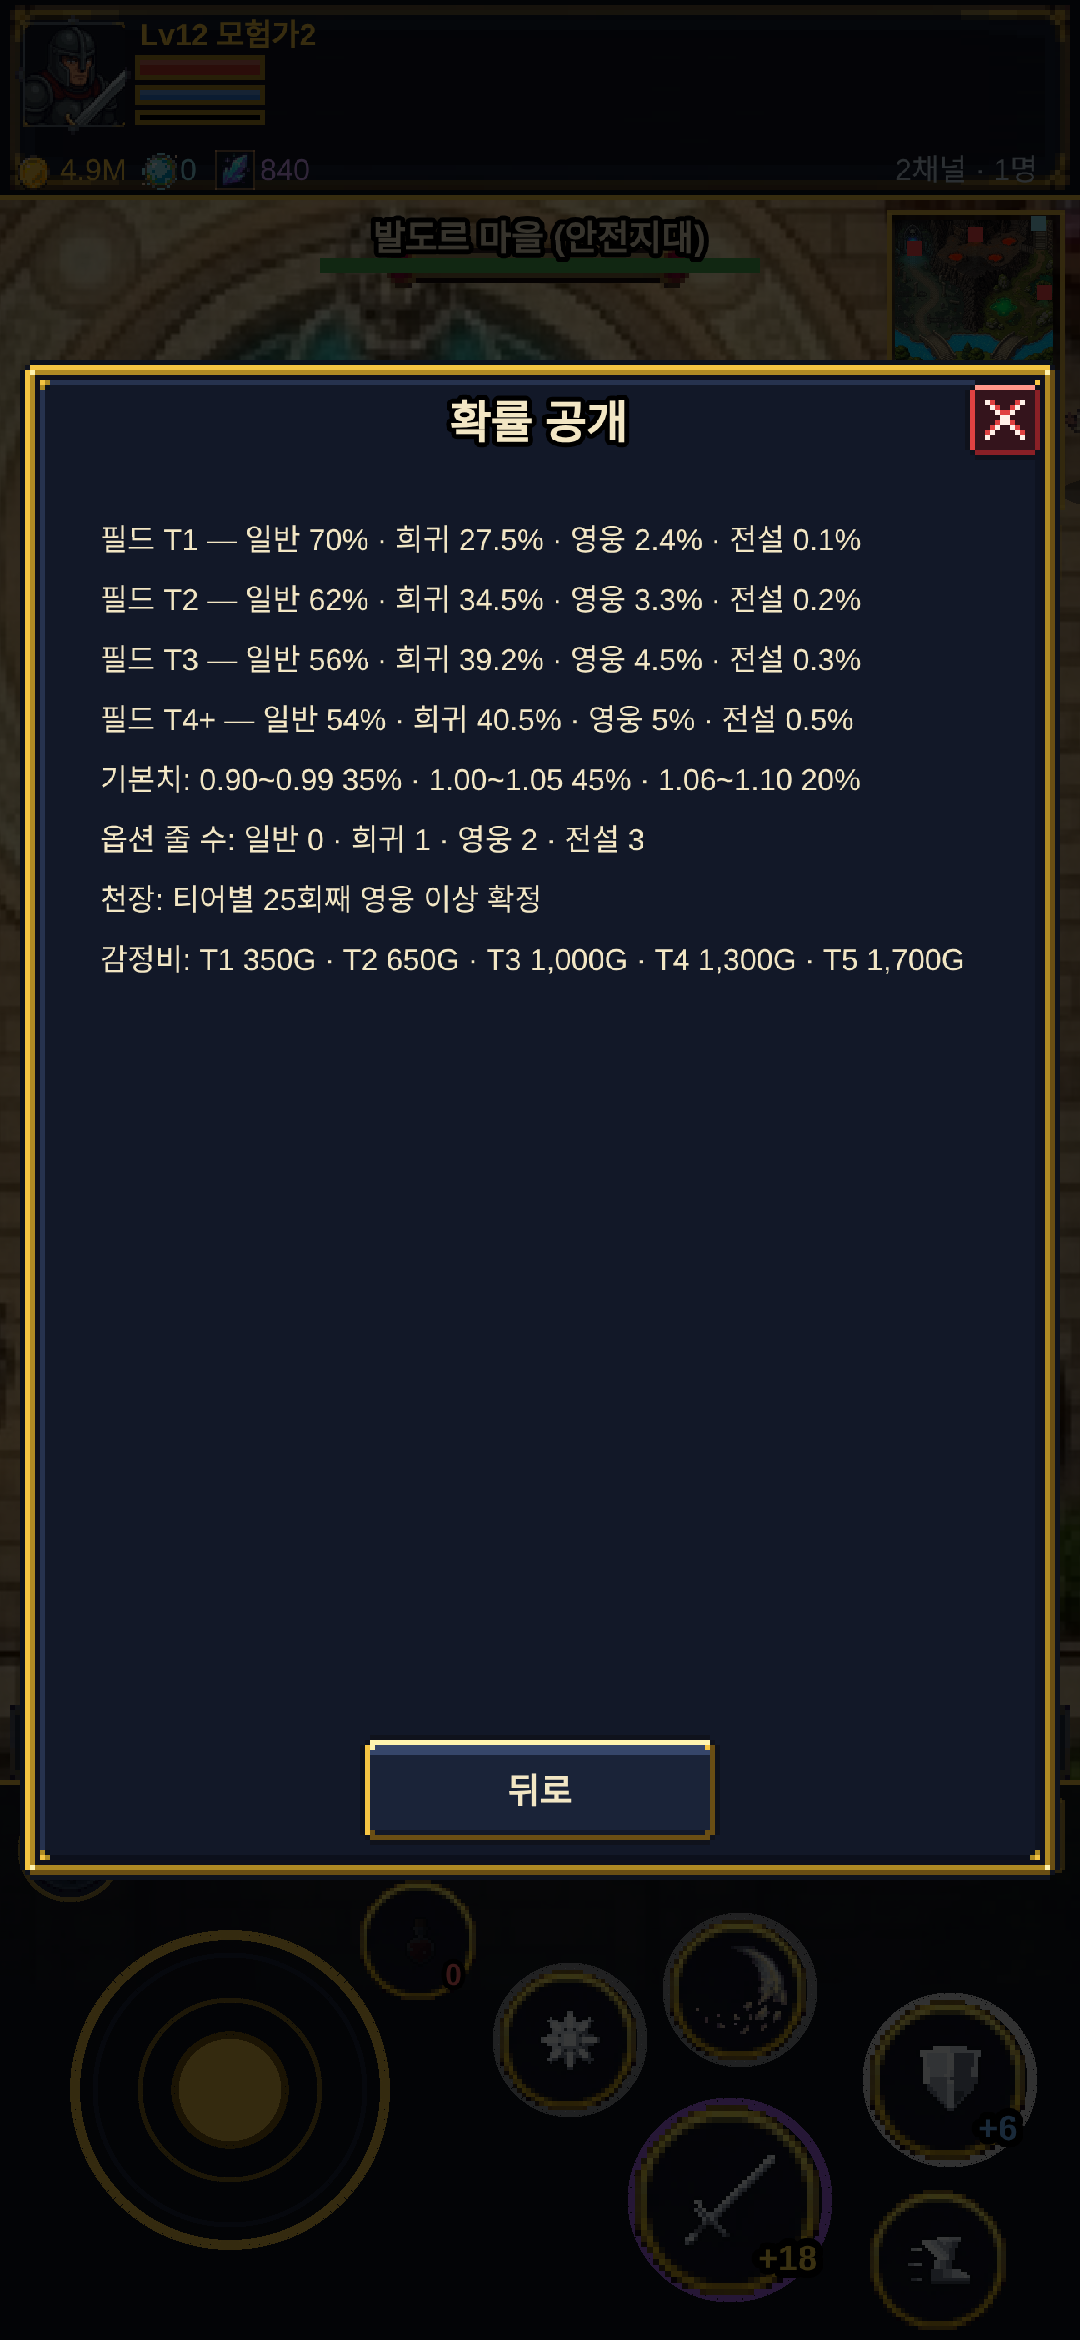 Lv12 모험가2
4.9M 0 840 2채널 · 1명
발도르 마을 (안전지대)
확률 공개
필드 T1 — 일반 70% · 희귀 27.5% · 영웅 2.4% · 전설 0.1%
필드 T2 — 일반 62% · 희귀 34.5% · 영웅 3.3% · 전설 0.2%
필드 T3 — 일반 56% · 희귀 39.2% · 영웅 4.5% · 전설 0.3%
필드 T4+ — 일반 54% · 희귀 40.5% · 영웅 5% · 전설 0.5%
기본치: 0.90~0.99 35% · 1.00~1.05 45% · 1.06~1.10 20%
옵션 줄 수: 일반 0 · 희귀 1 · 영웅 2 · 전설 3
천장: 티어별 25회째 영웅 이상 확정
감정비: T1 350G · T2 650G · T3 1,000G · T4 1,300G · T5 1,700G
뒤로
0
+6
+18